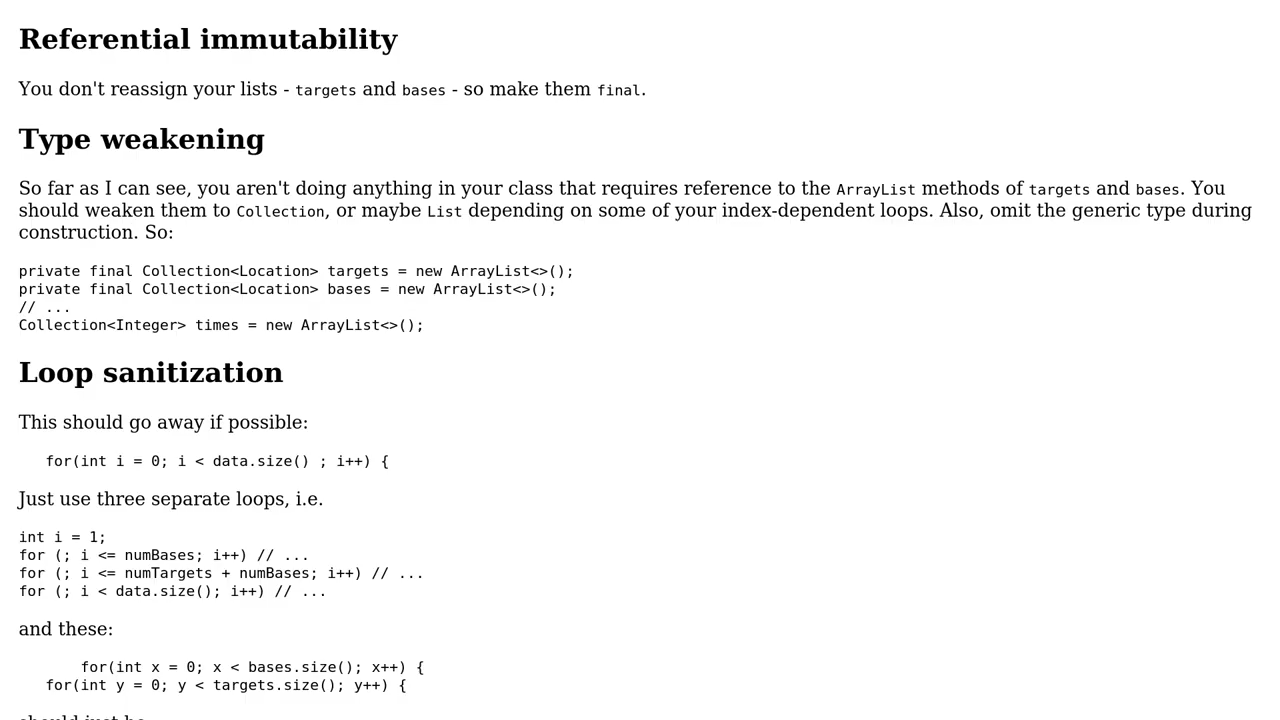 Referential immutability
You don't reassign your lists - targets and bases - so make them final.
Type weakening
So far as I can see, you aren't doing anything in your class that requires reference to the ArrayList methods of targets and bases. You
should weaken them to Collection, or maybe List depending on some of your index-dependent loops. Also, omit the generic type during
construction. So:
private final Collection<Location> targets = new ArrayList<>();
private final Collection<Location> bases = new ArrayList<>();
// ...
Collection<Integer> times = new ArrayList<>();
Loop sanitization
This should go away if possible:
   for(int i = 0; i < data.size() ; i++) {
Just use three separate loops, i.e.
int i = 1;
for (; i <= numBases; i++) // ...
for (; i <= numTargets + numBases; i++) // ...
for (; i < data.size(); i++) // ...
and these:
       for(int x = 0; x < bases.size(); x++) {
   for(int y = 0; y < targets.size(); y++) {
should just be